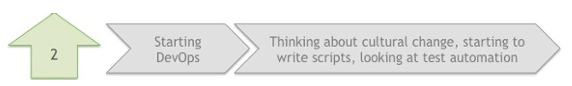 2
Starting
DevOps
Thinking about cultural change, starting to
write scripts, looking at test automation